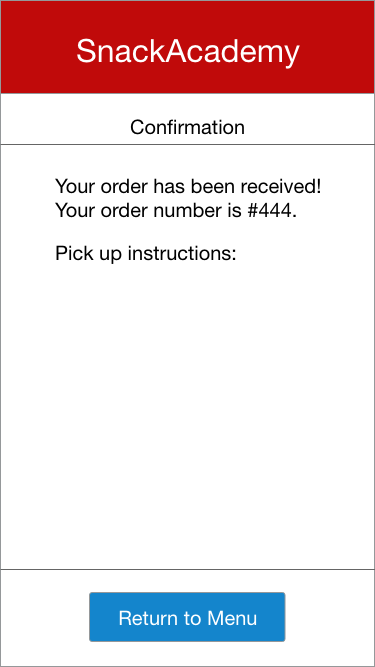 SnackAcademy
Confirmation
Your order has been received!
Your order number is #444.
Pick up instructions:
Return to Menu